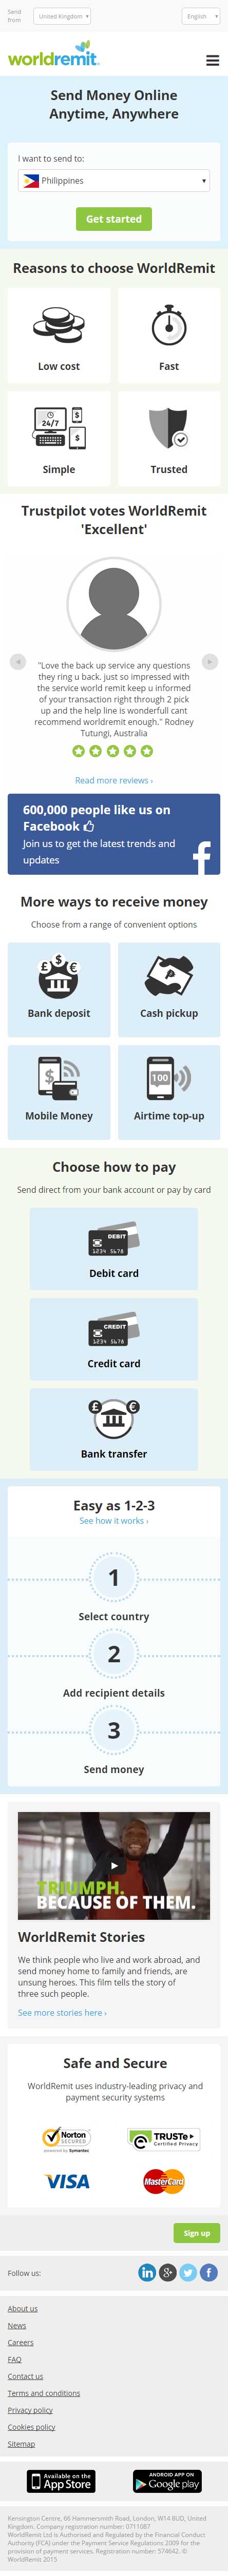 Send from
United Kingdom
English
worldremit
Send Money Online
Anytime, Anywhere
I want to send to:
Philippines
Get started
Reasons to choose WorldRemit
Low cost
Fast
24/7
$
$
Simple
Trusted
Trustpilot votes WorldRemit
'Excellent'
"Love the back up service any questions
they ring u back, just so impressed with
the service world remit keep u informed
of your transaction right through 2 pick
up and the help line is wonderfull cant
recommend worldremit enough." Rodney
Tutungi, Australia
Read more reviews ›
600,000 people like us on
Facebook
Join us to get the latest trends and
updates
More ways to receive money
Choose from a range of convenient options
£ $ €
Bank deposit
Cash pickup
$
Mobile Money
100
Airtime top-up
Choose how to pay
Send direct from your bank account or pay by card
DEBIT
1234 5678
Debit card
CREDIT
1234 5678
Credit card
£ €
Bank transfer
Easy as 1-2-3
See how it works ›
1
Select country
2
Add recipient details
3
Send money
TRIUMPH.
BECAUSE OF THEM.
WorldRemit Stories
We think people who live and work abroad, and
send money home to family and friends, are
unsung heroes. This film tells the story of
three such people.
See more stories here ›
Safe and Secure
WorldRemit uses industry-leading privacy and
payment security systems
Norton
SECURED
powered by Symantec
TRUSTe
Certified Privacy
VISA
MasterCard
Sign up
Follow us:
About us
News
Careers
FAQ
Contact us
Terms and conditions
Privacy policy
Cookies policy
Sitemap
Available on the
App Store
ANDROID APP ON
Google play
Kensington Centre, 66 Hammersmith Road, London, W14 8UD, United
Kingdom. Company registration number: 07110878
WorldRemit Ltd is Authorised and Regulated by the Financial Conduct
Authority (FCA) under the Payment Service Regulations 2009 for the
provision of payment services. Registration number: 574642. ©
WorldRemit 2015